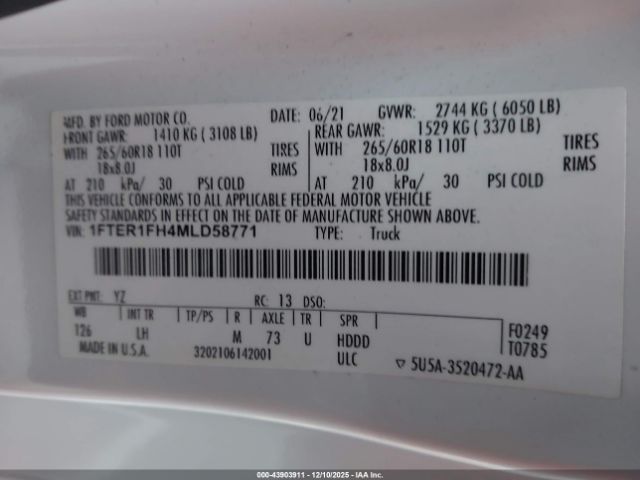 MFD. BY FORD MOTOR CO. DATE: 06/21 GVWR: 2744 KG ( 6050 LB)
FRONT GAWR: 1410 KG ( 3108 LB) REAR GAWR: 1529 KG ( 3370 LB)
WITH 265/60R18 110T TIRES WITH 265/60R18 110T TIRES
18x8.0J RIMS 18x8.0J RIMS
AT 210 kPa/ 30 PSI COLD AT 210 kPa/ 30 PSI COLD
THIS VEHICLE CONFORMS TO ALL APPLICABLE FEDERAL MOTOR VEHICLE
SAFETY STANDARDS IN EFFECT ON THE DATE OF MANUFACTURE SHOWN ABOVE.
VIN: 1FTER1FH4MLD58771 TYPE: Truck
EXT PNT: YZ RC: 13 DSO:
WB INT TR TP/PS R AXLE TR SPR F0249
126 LH M 73 U HDDD T0785
MADE IN U.S.A. 3202106142001 ULC ▽ 5U5A-3520472-AA
000-43903911 - 12/10/2025 - IAA Inc.